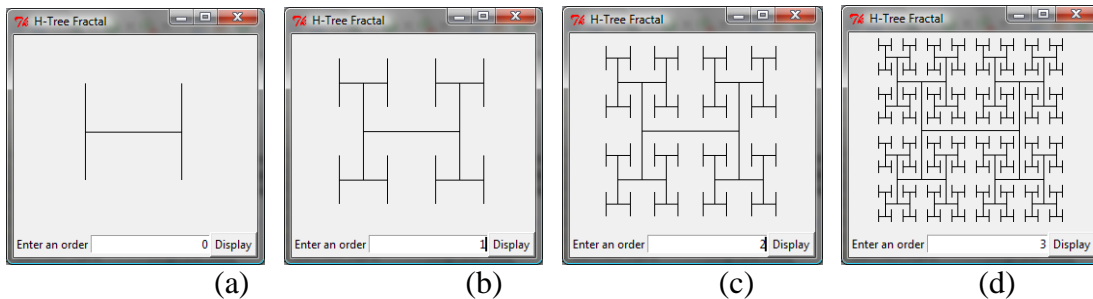 H-Tree Fractal
H-Tree Fractal
H-Tree Fractal
H-Tree Fractal
Enter an order 0 Display
Enter an order 1 Display
Enter an order 2 Display
Enter an order 3 Display
(a)
(b)
(c)
(d)